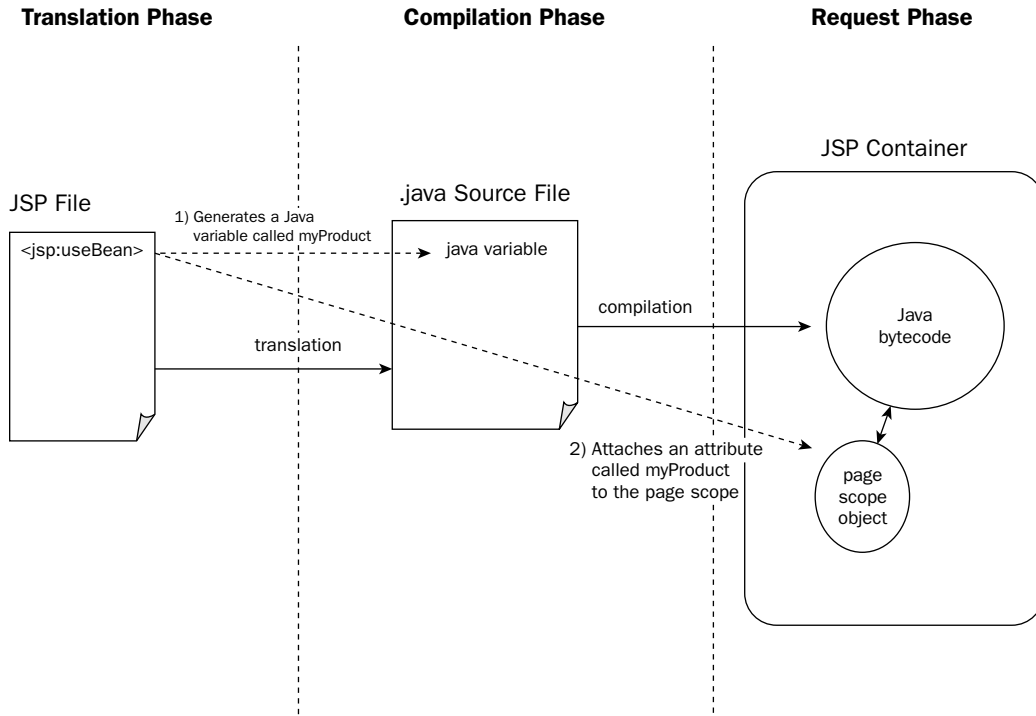 Translation Phase
Compilation Phase
Request Phase
JSP Container
JSP File
.java Source File
<jsp:useBean>
1) Generates a Java
variable called myProduct
java variable
compilation
Java
bytecode
translation
2) Attaches an attribute
called myProduct
to the page scope
page
scope
object